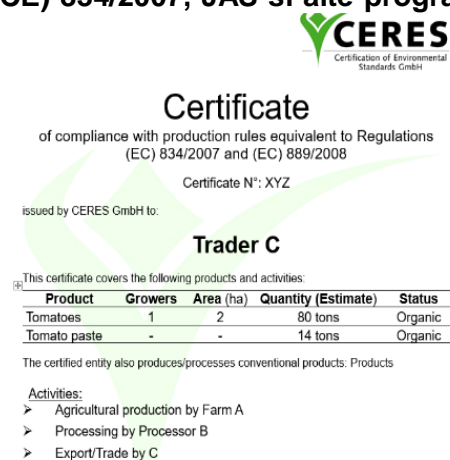 CE) 834/2007, JAS și alte progra
CERES
Certification of Environmental
Standards GmbH
Certificate
of compliance with production rules equivalent to Regulations
(EC) 834/2007 and (EC) 889/2008
Certificate N°: XYZ
issued by CERES GmbH to:
Trader C
This certificate covers the following products and activities:
Product Growers Area (ha) Quantity (Estimate) Status
Tomatoes 1 2 80 tons Organic
Tomato paste - - 14 tons Organic
The certified entity also produces/processes conventional products: Products
Activities:
➢ Agricultural production by Farm A
➢ Processing by Processor B
➢ Export/Trade by C